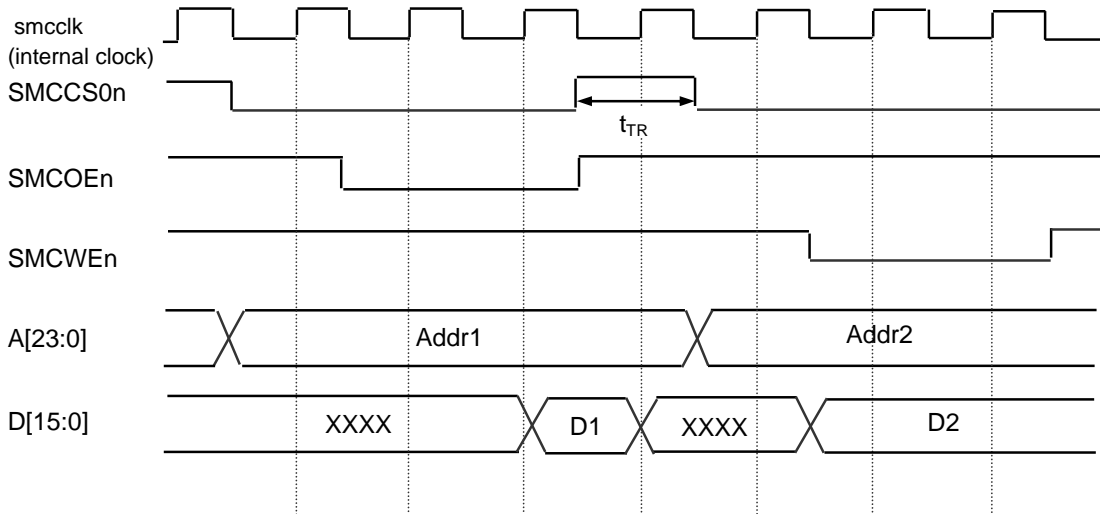 smcclk
(internal clock)
SMCCS0n
tTR
SMCOEn
SMCWEn
A[23:0]
Addr1
Addr2
D[15:0]
XXXX
D1
XXXX
D2